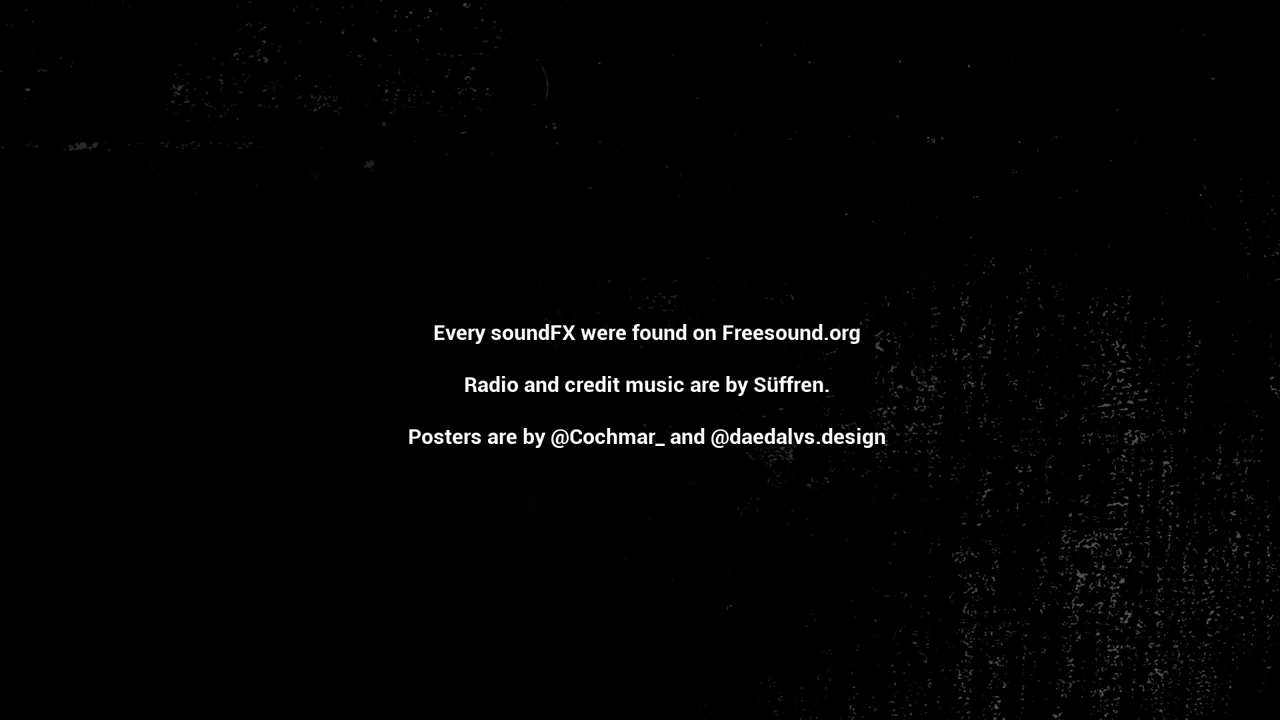 Every soundFX were found on Freesound.org
Radio and credit music are by Süffren.
Posters are by @Cochmar_ and @daedalvs.design